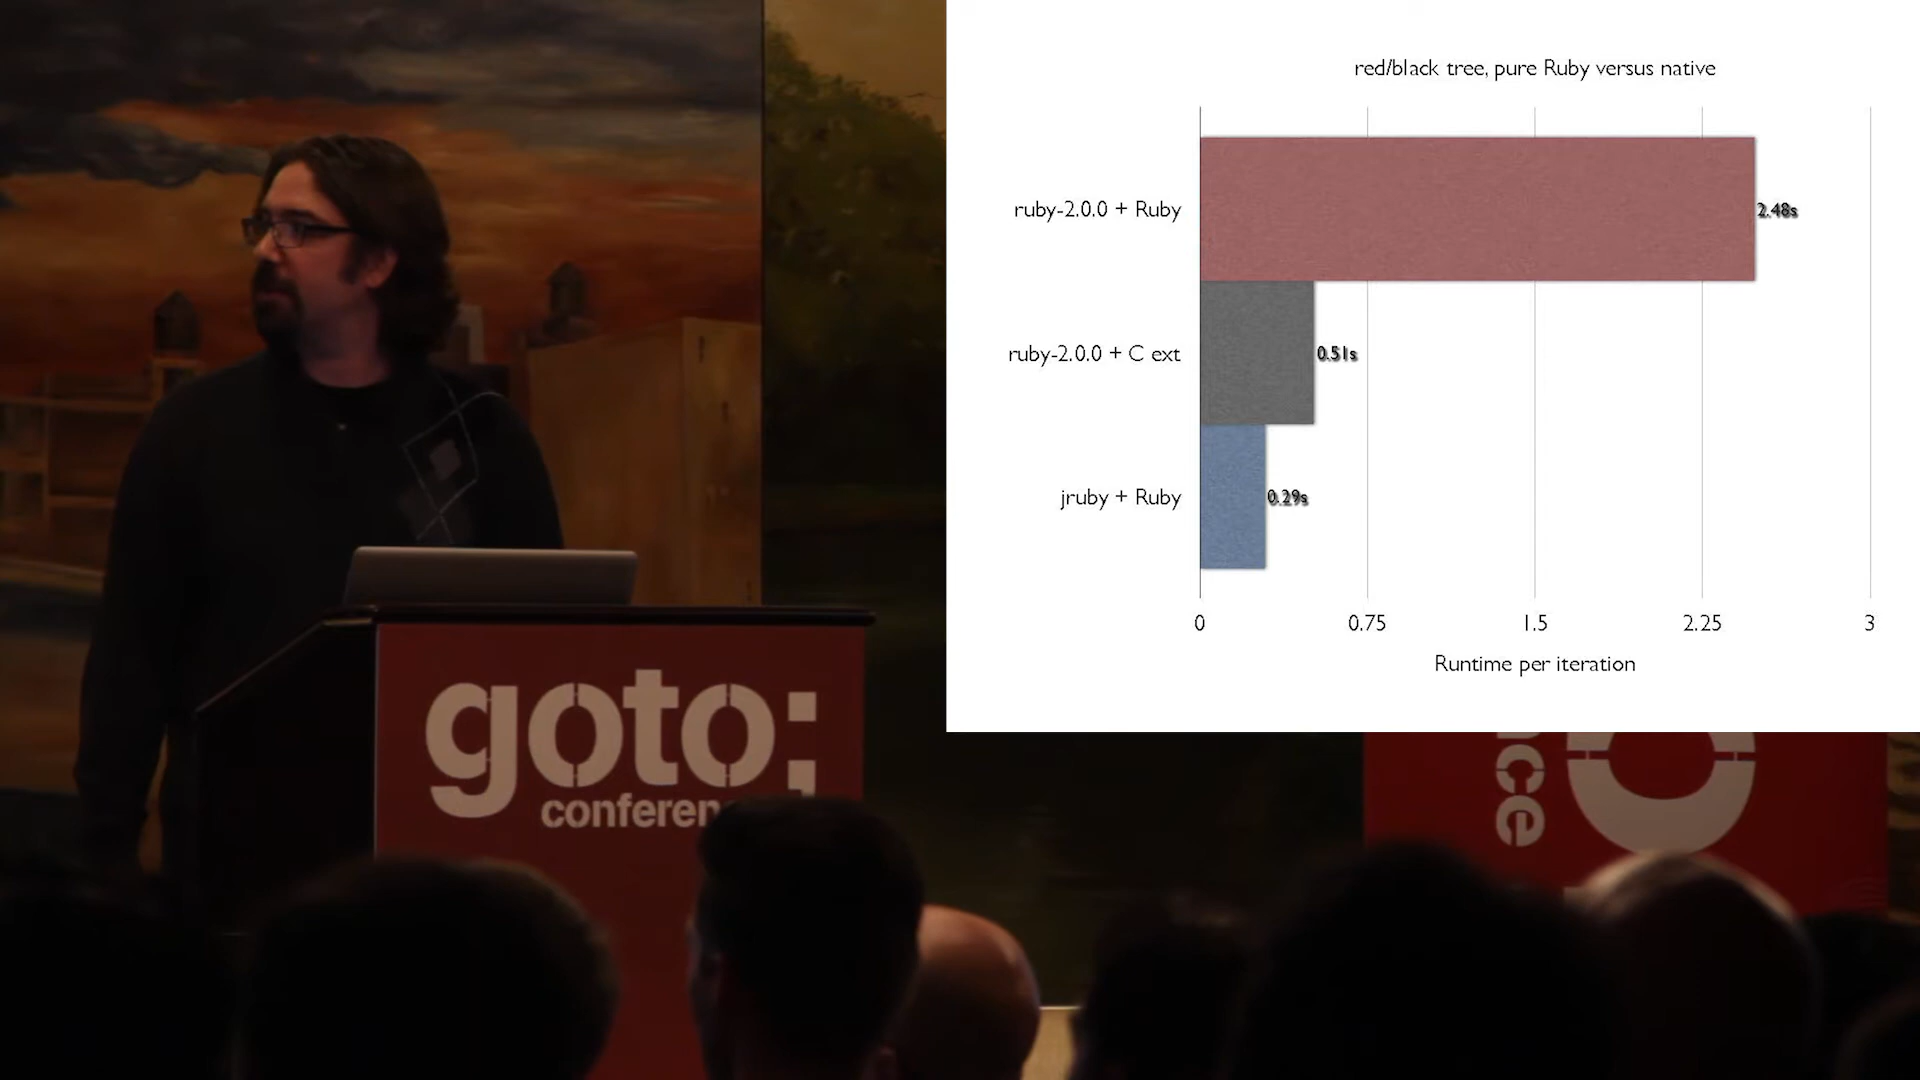 red/black tree, pure Ruby versus native
ruby-2.0.0 + Ruby
2.48s
ruby-2.0.0 + C ext
0.51s
jruby + Ruby
0.29s
0 0.75 1.5 2.25 3
Runtime per iteration
goto;
conferen
nce